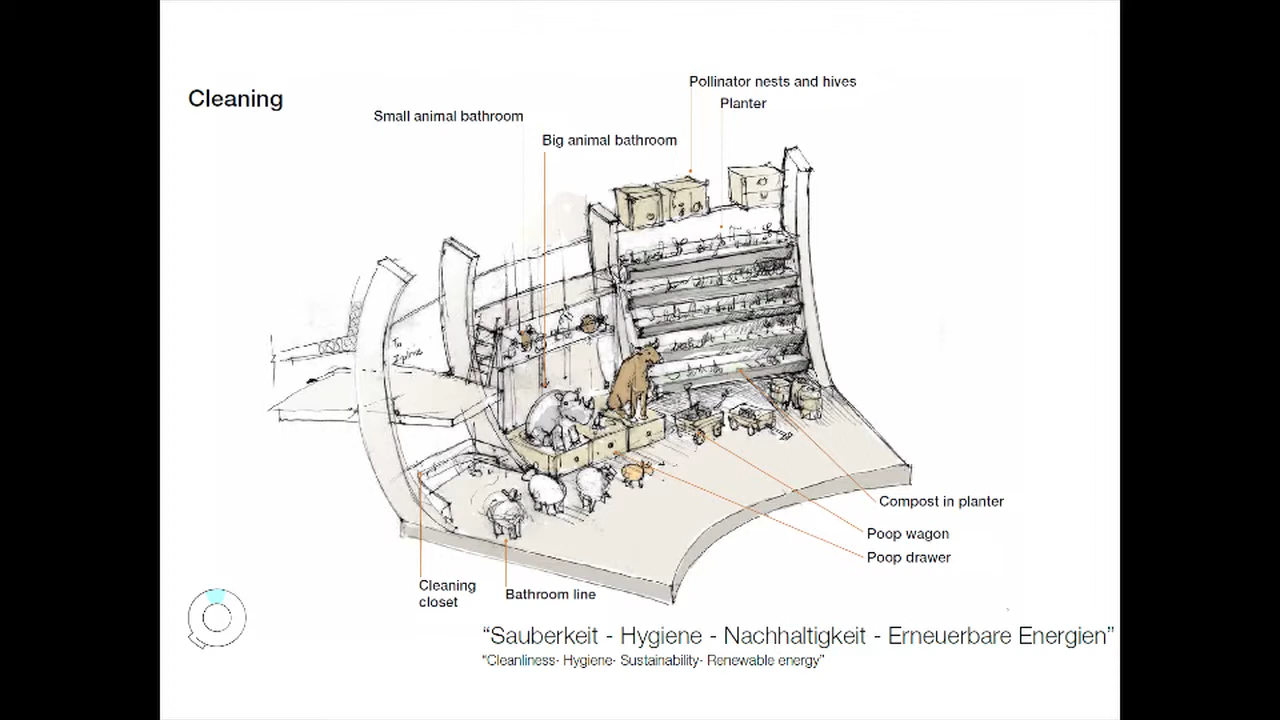 Cleaning
Pollinator nests and hives
Planter
Small animal bathroom
Big animal bathroom
To
Compost in planter
Poop wagon
Poop drawer
Cleaning
closet
Bathroom line
“Sauberkeit - Hygiene - Nachhaltigkeit - Erneuerbare Energien”
“Cleanliness- Hygiene- Sustainability- Renewable energy”